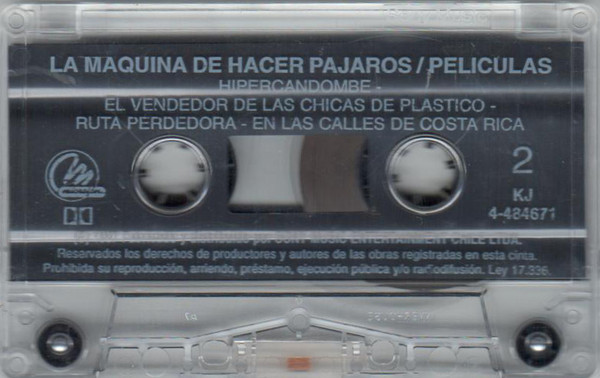 LA MAQUINA DE HACER PAJAROS / PELICULAS
HIPERCANDOMBE -
EL VENDEDOR DE LAS CHICAS DE PLASTICO -
RUTA PERDEDORA - EN LAS CALLES DE COSTA RICA
2
KJ
4-484671
por SONY MUSIC ENTERTAINMENT CHILE LTDA.
Reservados los derechos de productores y autores de las obras registradas en esta cinta.
Prohibida su reproducción, arriendo, préstamo, ejecución pública y/o radiodifusión. Ley 17.336.